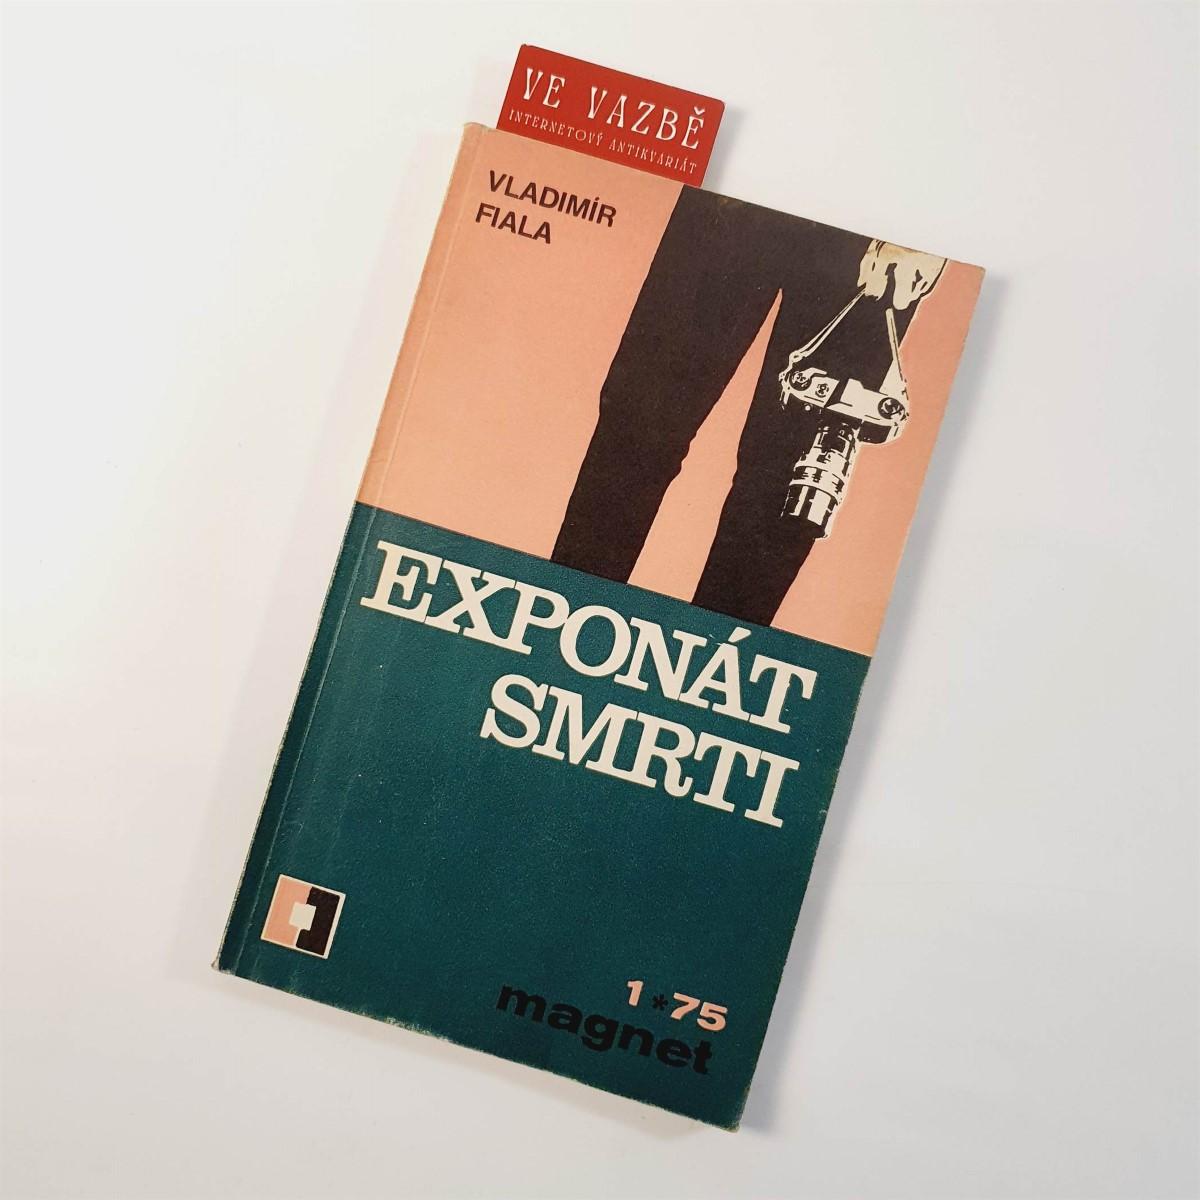 VE VAZBĚ
INTERNETOVÝ ANTIKVARIÁT
VLADIMÍR
FIALA
EXPONÁT
SMRTI
1*75
magnet